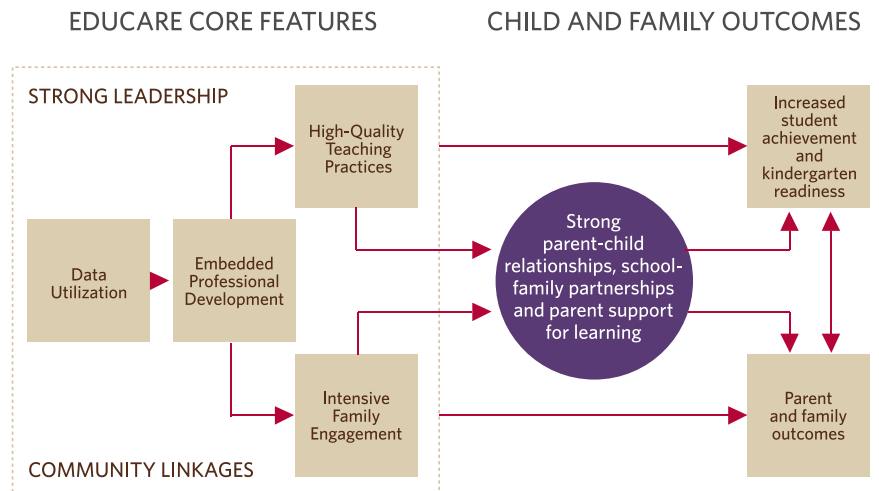 EDUCARE CORE FEATURES
CHILD AND FAMILY OUTCOMES
STRONG LEADERSHIP
High-Quality
Teaching
Practices
Increased
student
achievement
and
kindergarten
readiness
Data
Utilization
Embedded
Professional
Development
Strong
parent-child
relationships, school-
family partnerships
and parent support
for learning
Intensive
Family
Engagement
Parent
and family
outcomes
COMMUNITY LINKAGES